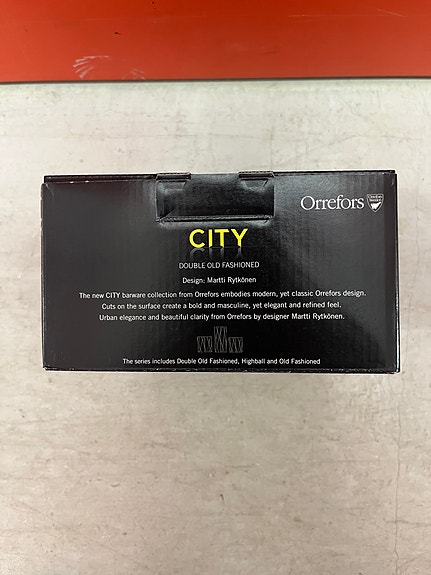 Orrefors
CITY
DOUBLE OLD FASHIONED
Design: Martti Rytkönen
The new CITY barware collection from Orrefors embodies modern, yet classic Orrefors design.
Cuts on the surface create a bold and masculine, yet elegant and refined feel.
Urban elegance and beautiful clarity from Orrefors by designer Martti Rytkönen.
The series includes Double Old Fashioned, Highball and Old Fashioned